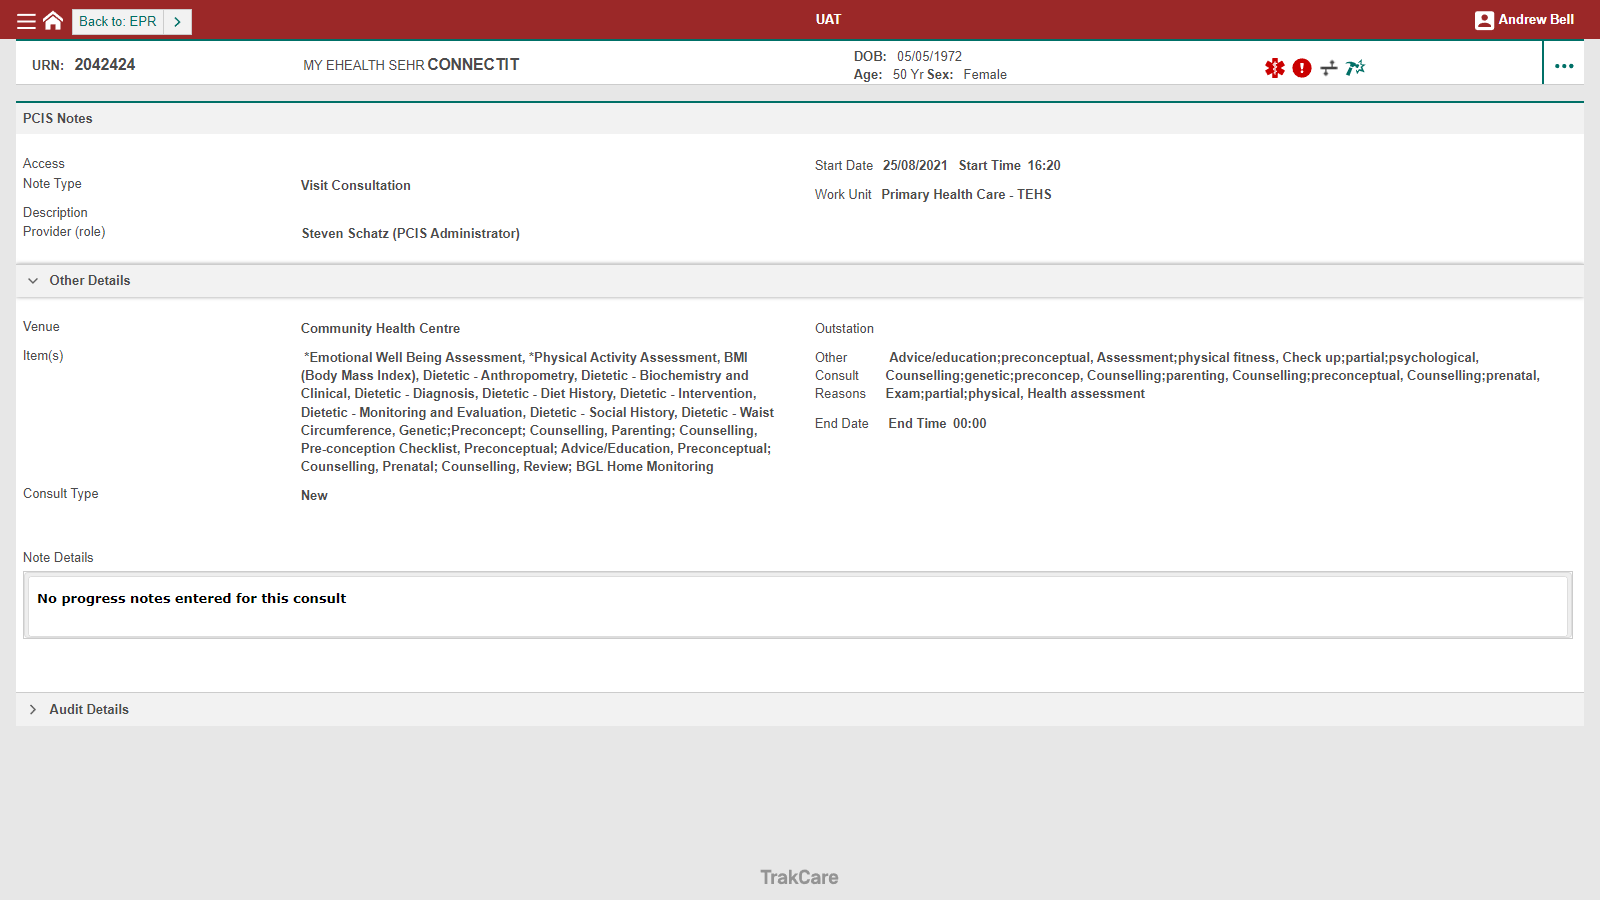 Back to: EPR
UAT
Andrew Bell
URN: 2042424
MY EHEALTH SEHR CONNECTIT
DOB: 05/05/1972
Age: 50 Yr Sex: Female
PCIS Notes
Access
Start Date 25/08/2021 Start Time 16:20
Note Type Visit Consultation
Work Unit Primary Health Care - TEHS
Description
Provider (role) Steven Schatz (PCIS Administrator)
Other Details
Venue Community Health Centre
Outstation
Item(s)
*Emotional Well Being Assessment, *Physical Activity Assessment, BMI
(Body Mass Index), Dietetic - Anthropometry, Dietetic - Biochemistry and
Clinical, Dietetic - Diagnosis, Dietetic - Diet History, Dietetic - Intervention,
Dietetic - Monitoring and Evaluation, Dietetic - Social History, Dietetic - Waist
Circumference, Genetic;Preconcept; Counselling, Parenting; Counselling,
Pre-conception Checklist, Preconceptual; Advice/Education, Preconceptual;
Counselling, Prenatal; Counselling, Review; BGL Home Monitoring
Other Advice/education;preconceptual, Assessment;physical fitness, Check up;partial;psychological,
Consult Counselling;genetic;preconcep, Counselling;parenting, Counselling;preconceptual, Counselling;prenatal,
Reasons Exam;partial;physical, Health assessment
End Date End Time 00:00
Consult Type New
Note Details
No progress notes entered for this consult
Audit Details
TrakCare